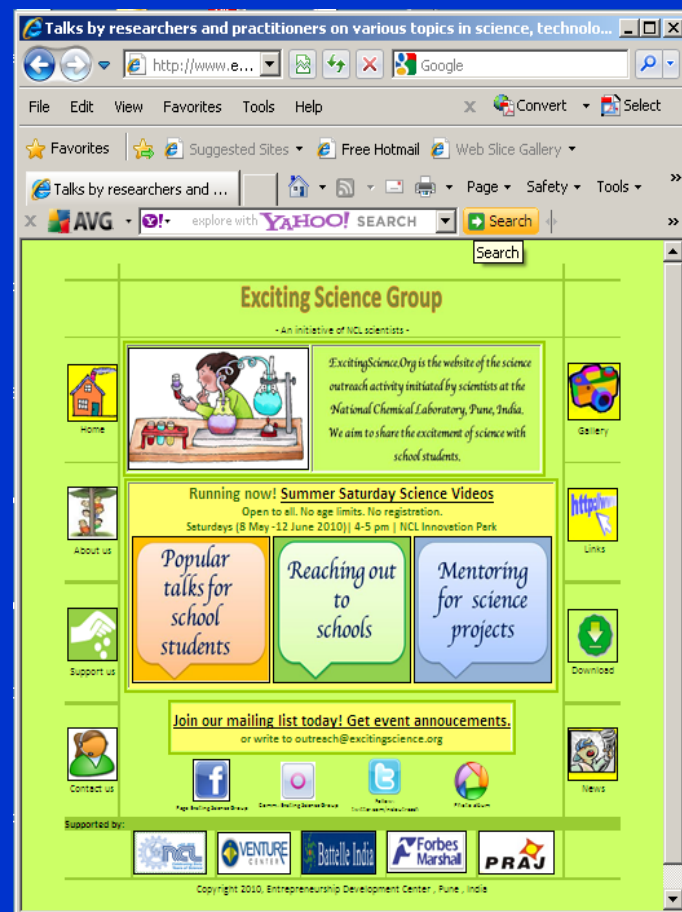 Talks by researchers and practitioners on various topics in science, technolo...
http://www.e...
Google
File Edit View Favorites Tools Help x Convert Select
Favorites Suggested Sites Free Hotmail Web Slice Gallery
Talks by researchers and ... Page Safety Tools »
x AVG Y! explore with YAHOO! SEARCH Search »
Search
Exciting Science Group
- An initiative of NCL scientists -
ExcitingScience.Org is the website of the science
outreach activity initiated by scientists at the
National Chemical Laboratory, Pune, India.
We aim to share the excitement of science with
school students.
Home
Gallery
Running now! Summer Saturday Science Videos
Open to all. No age limits. No registration.
Saturdays (8 May -12 June 2010)| 4-5 pm | NCL Innovation Park
http://ww
About us
Links
Popular
talks for
school
students
Reaching out
to
schools
Mentoring
for science
projects
Support us
Download
Join our mailing list today! Get event annoucements.
or write to outreach@excitingscience.org
Contact us
News
Supported by:
ncl
VENTURE
CENTER
Battelle India
Forbes
Marshall
PRAJ
Copyright 2010, Entrepreneurship Development Center , Pune , India